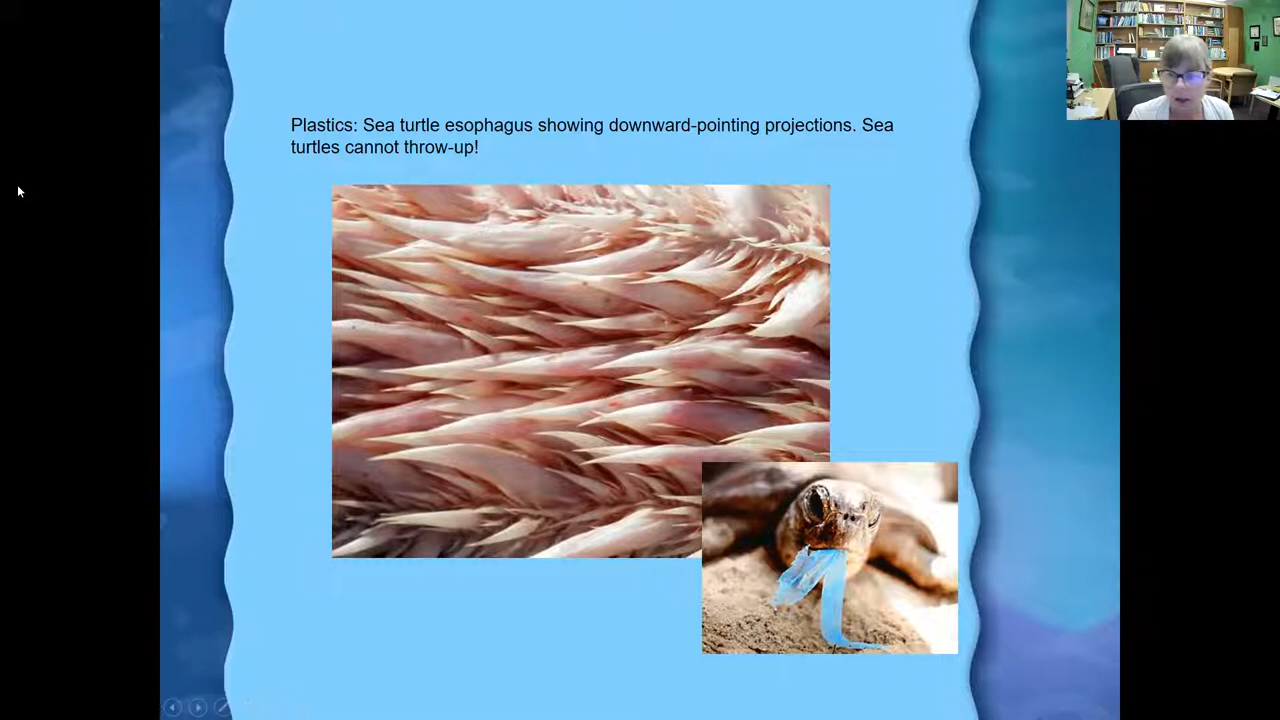 Plastics: Sea turtle esophagus showing downward-pointing projections. Sea
turtles cannot throw-up!